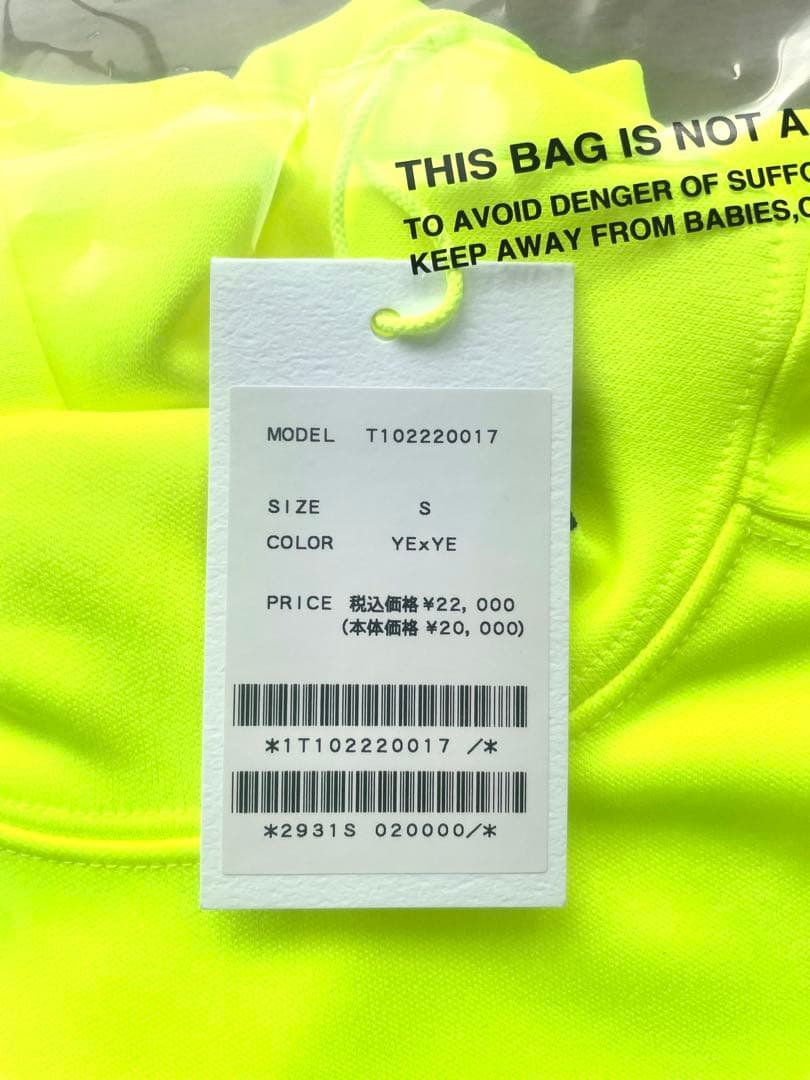 THIS BAG IS NOT A
TO AVOID DENGER OF SUFFO
KEEP AWAY FROM BABIES,C
MODEL T102220017
SIZE S
COLOR YExYE
PRICE 税込価格 ¥22, 000
(本体価格 ¥20, 000)
*1T102220017 /*
*2931S 020000/*